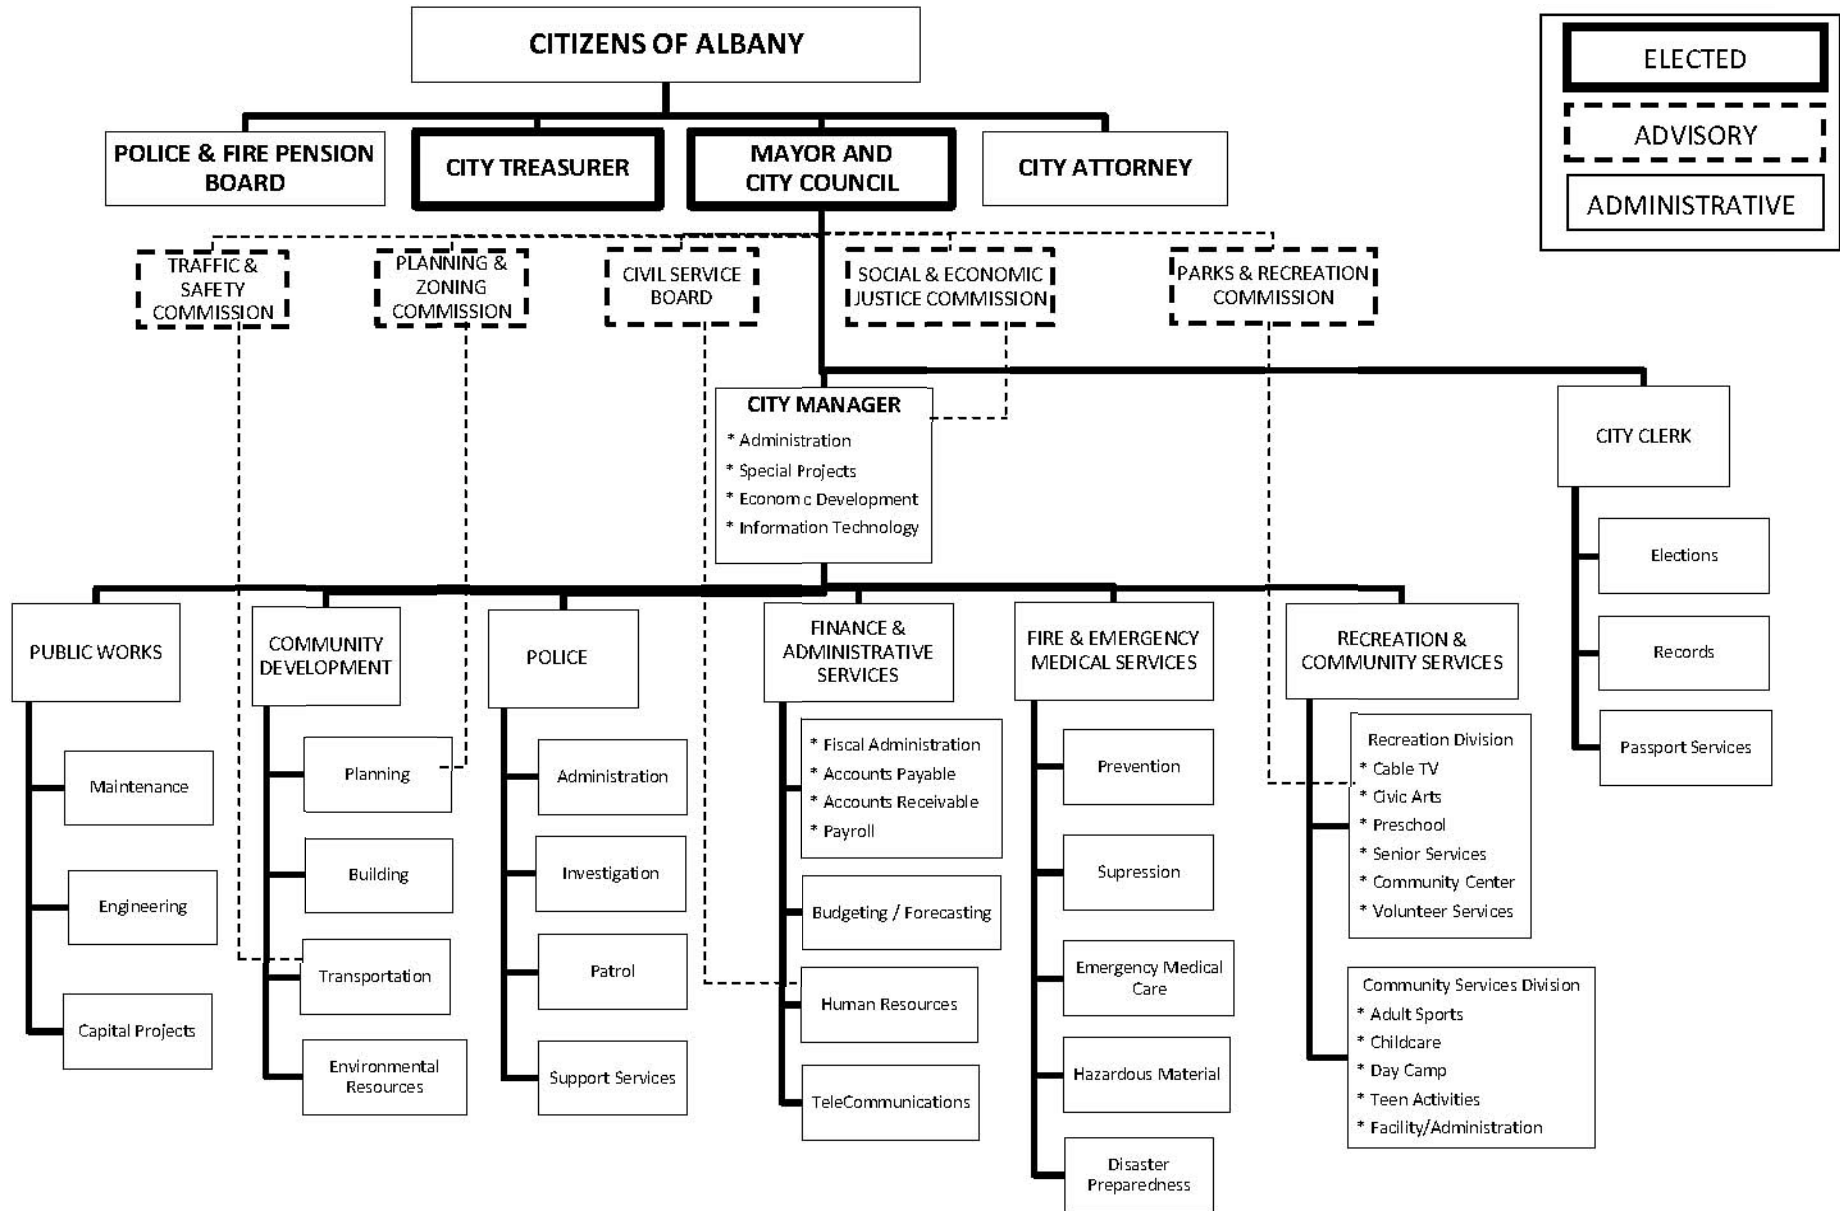 CITIZENS OF ALBANY
ELECTED
ADVISORY
ADMINISTRATIVE
POLICE & FIRE PENSION
BOARD
CITY TREASURER
MAYOR AND
CITY COUNCIL
CITY ATTORNEY
TRAFFIC &
SAFETY
COMMISSION
PLANNING &
ZONING
COMMISSION
CIVIL SERVICE
BOARD
SOCIAL & ECONOMIC
JUSTICE COMMISSION
PARKS & RECREATION
COMMISSION
CITY MANAGER
* Administration
* Special Projects
* Economic Development
* Information Technology
CITY CLERK
Elections
Records
Passport Services
PUBLIC WORKS
Maintenance
Engineering
Capital Projects
COMMUNITY
DEVELOPMENT
Planning
Building
Transportation
Environmental
Resources
POLICE
Administration
Investigation
Patrol
Support Services
FINANCE &
ADMINISTRATIVE
SERVICES
* Fiscal Administration
* Accounts Payable
* Accounts Receivable
* Payroll
Budgeting / Forecasting
Human Resources
TeleCommunications
FIRE & EMERGENCY
MEDICAL SERVICES
Prevention
Supression
Emergency Medical
Care
Hazardous Material
Disaster
Preparedness
RECREATION &
COMMUNITY SERVICES
Recreation Division
* Cable TV
* Civic Arts
* Preschool
* Senior Services
* Community Center
* Volunteer Services
Community Services Division
* Adult Sports
* Childcare
* Day Camp
* Teen Activities
* Facility/Administration